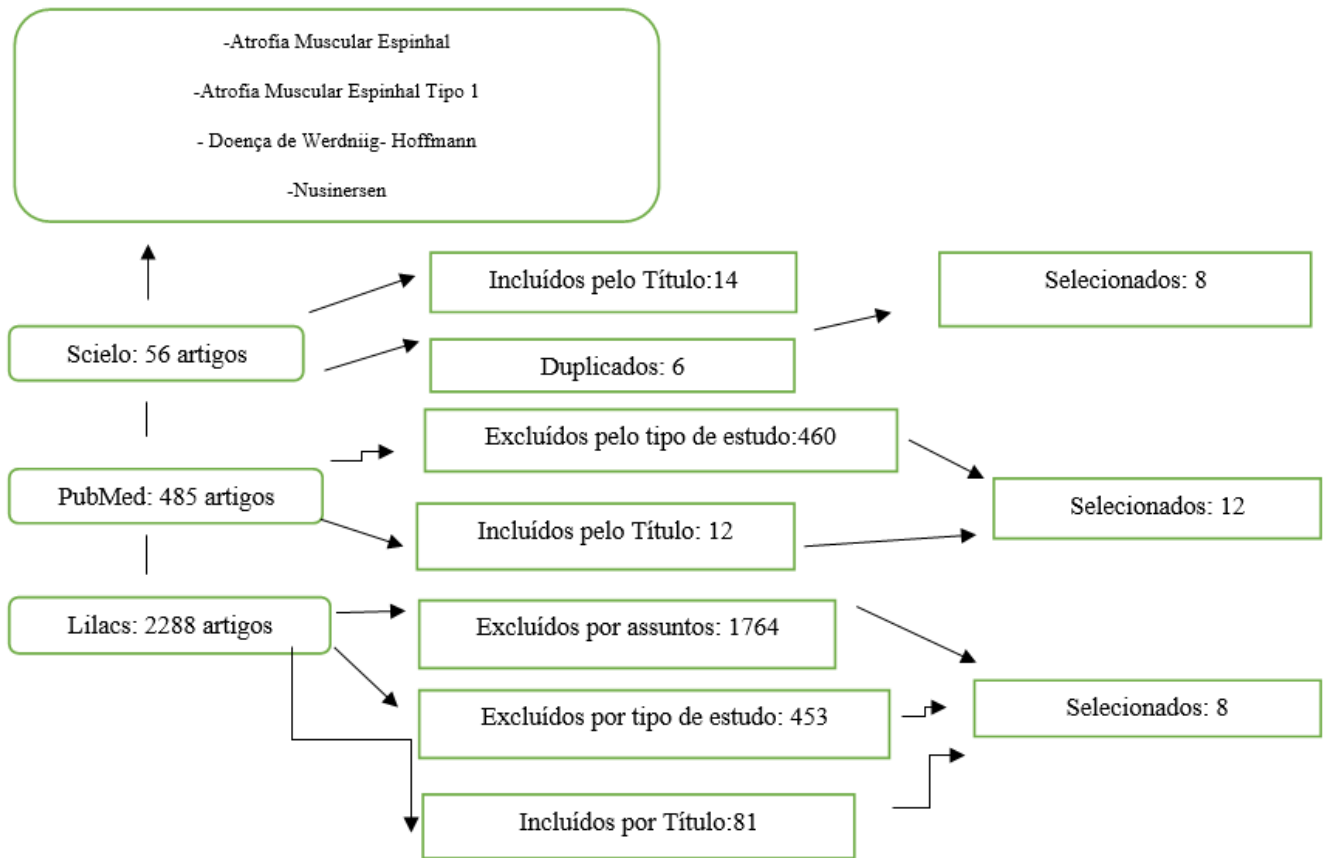 -Atrofia Muscular Espinhal
-Atrofia Muscular Espinhal Tipo 1
- Doença de Werdniig- Hoffmann
-Nusinersen
Scielo: 56 artigos
Incluídos pelo Título:14
Duplicados: 6
Selecionados: 8
PubMed: 485 artigos
Excluídos pelo tipo de estudo:460
Incluídos pelo Título: 12
Selecionados: 12
Lilacs: 2288 artigos
Excluídos por assuntos: 1764
Excluídos por tipo de estudo: 453
Incluídos por Título:81
Selecionados: 8